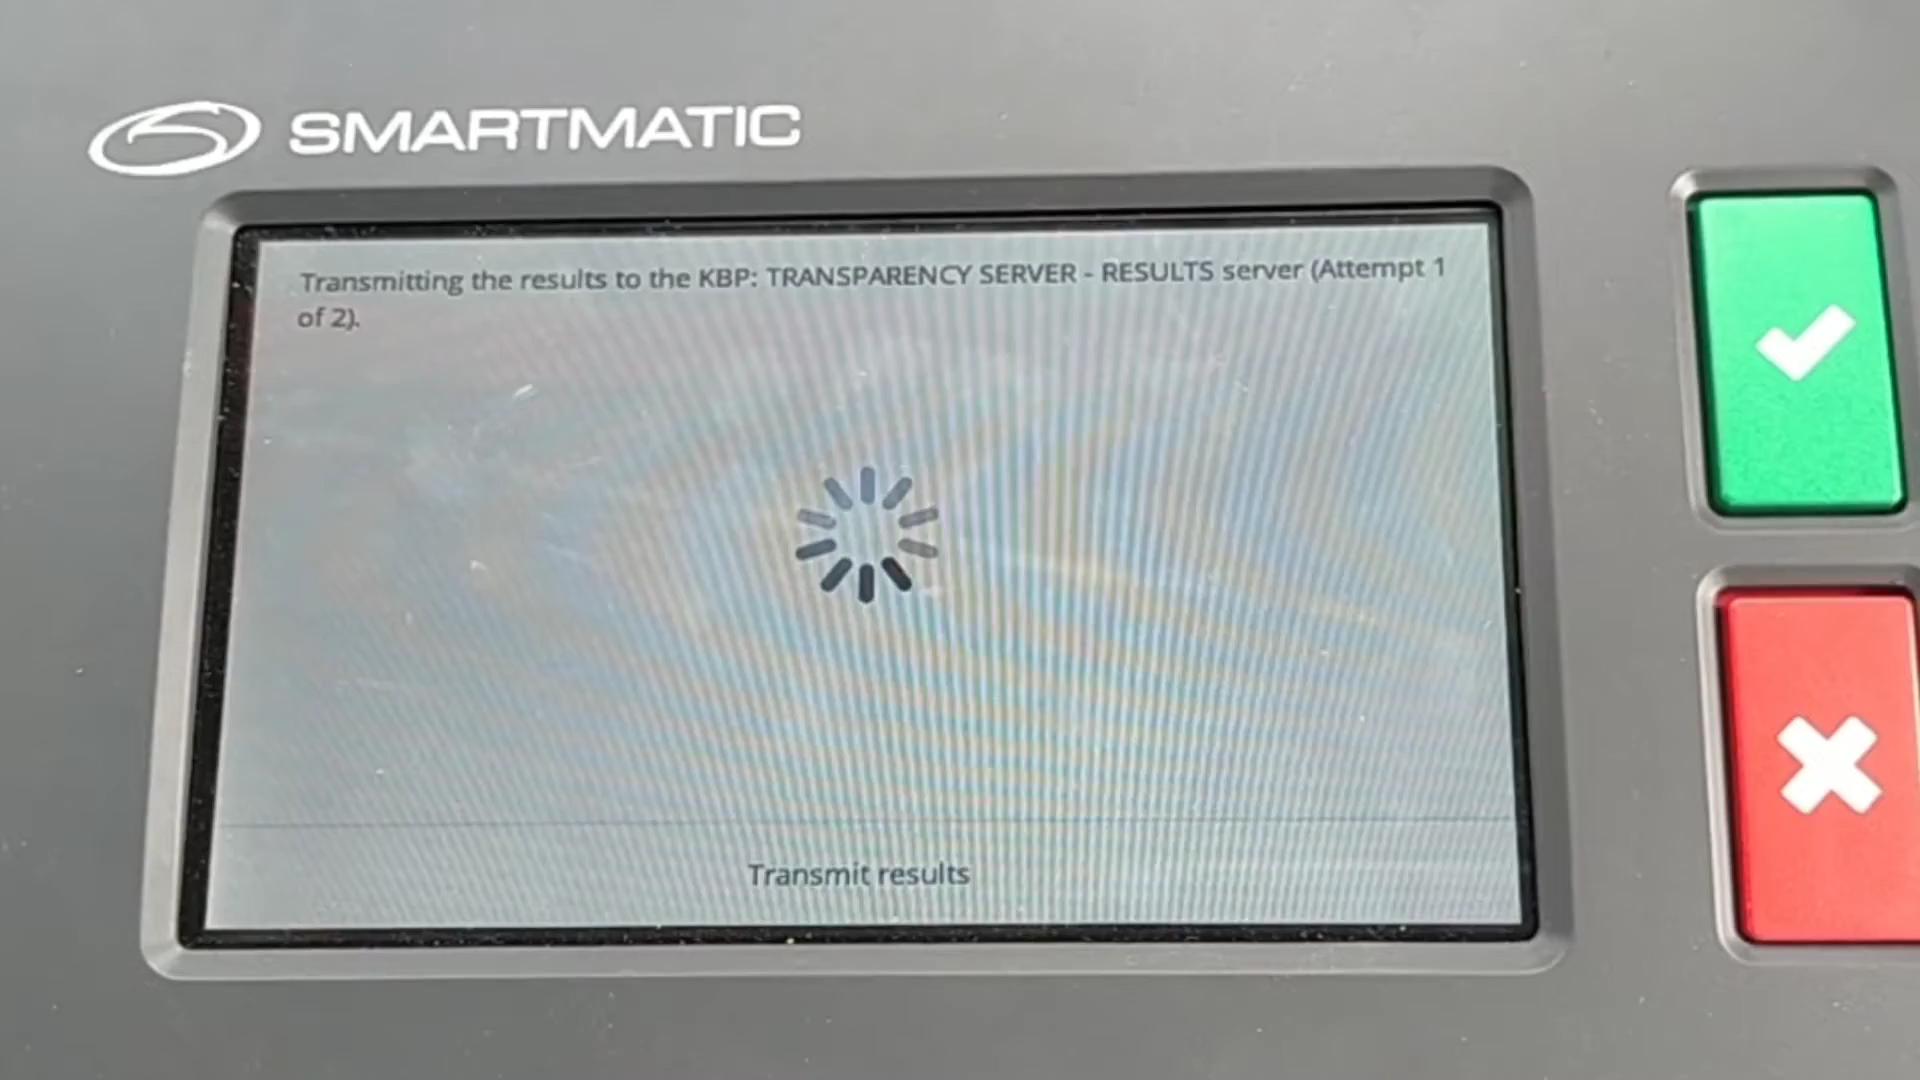 SMARTMATIC
Transmitting the results to the KBP: TRANSPARENCY SERVER - RESULTS server (Attempt 1
of 2).
Transmit results